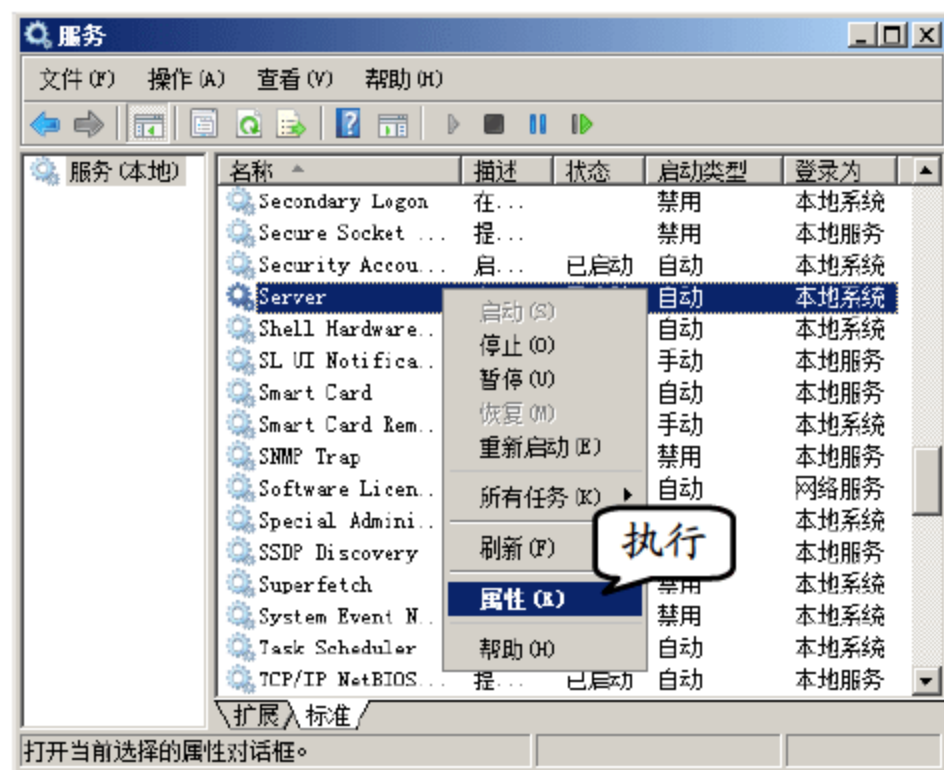 服务
文件(F) 操作(A) 查看(V) 帮助(H)
服务(本地)
名称 描述 状态 启动类型 登录为
Secondary Logon 在... 禁用 本地系统
Secure Socket ... 提... 禁用 本地服务
Security Accou... 启... 已启动 自动 本地系统
Server 自动 本地系统
Shell Hardware.. 自动 本地系统
SL UI Notifica.. 手动 本地服务
Smart Card 自动 本地服务
Smart Card Rem.. 手动 本地系统
SNMP Trap 禁用 本地服务
Software Licen.. 自动 网络服务
Special Admini.. 本地系统
SSDP Discovery 本地服务
Superfetch 禁用 本地系统
System Event N.. 禁用 本地系统
Task Scheduler 自动 本地系统
TCP/IP NetBIOS... 提... 已启动 自动 本地服务
启动(S)
停止(O)
暂停(U)
恢复(M)
重新启动(E)
所有任务(K)
刷新(F)
属性(R)
帮助(H)
执行
扩展 标准
打开当前选择的属性对话框。